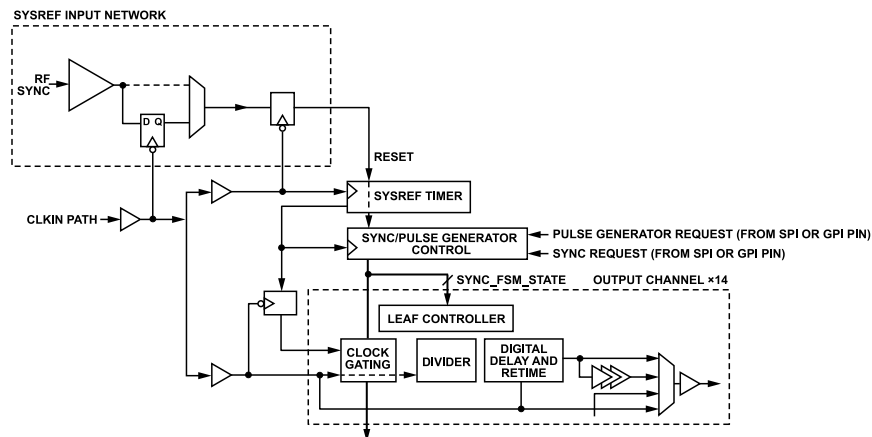 SYSREF INPUT NETWORK
RF
SYNC
D Q
RESET
SYSREF TIMER
CLKIN PATH
SYNC/PULSE GENERATOR
CONTROL
PULSE GENERATOR REQUEST (FROM SPI OR GPI PIN)
SYNC REQUEST (FROM SPI OR GPI PIN)
SYNC_FSM_STATE
OUTPUT CHANNEL ×14
LEAF CONTROLLER
CLOCK
GATING
DIVIDER
DIGITAL
DELAY AND
RETIME